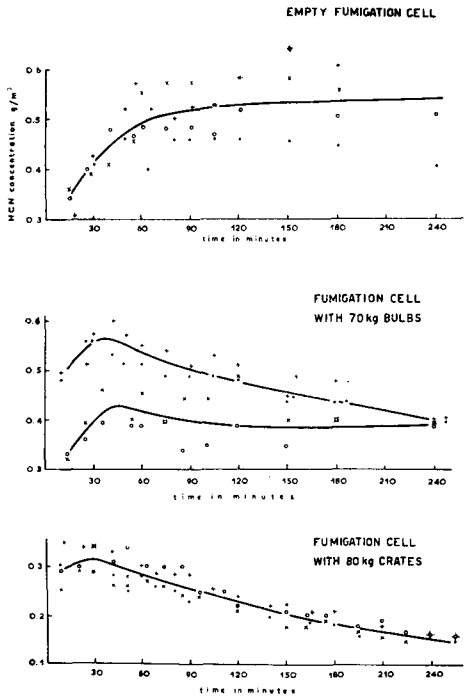 EMPTY FUMIGATION CELL
HCN concentration g/m³
0.6
0.5
0.4
0.3
30 60 90 120 150 180 210 240
time in minutes
FUMIGATION CELL
WITH 70kg BULBS
0.6
0.5
0.4
0.3
30 60 90 120 150 180 210 240
time in minutes
FUMIGATION CELL
WITH 80kg CRATES
0.3
0.2
0.1
30 60 90 120 150 180 210 240
time in minutes